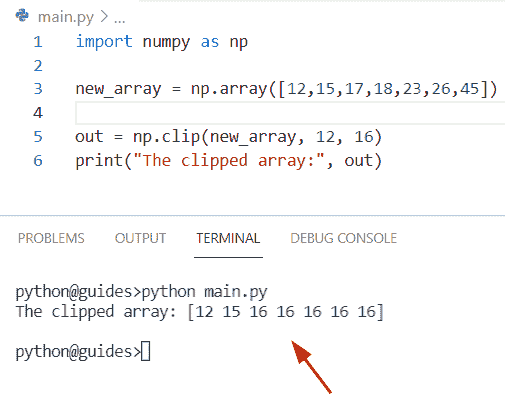 main.py > ...
1 import numpy as np
2
3 new_array = np.array([12,15,17,18,23,26,45])
4
5 out = np.clip(new_array, 12, 16)
6 print("The clipped array:", out)
PROBLEMS OUTPUT TERMINAL DEBUG CONSOLE
python@guides>python main.py
The clipped array: [12 15 16 16 16 16 16]
python@guides>